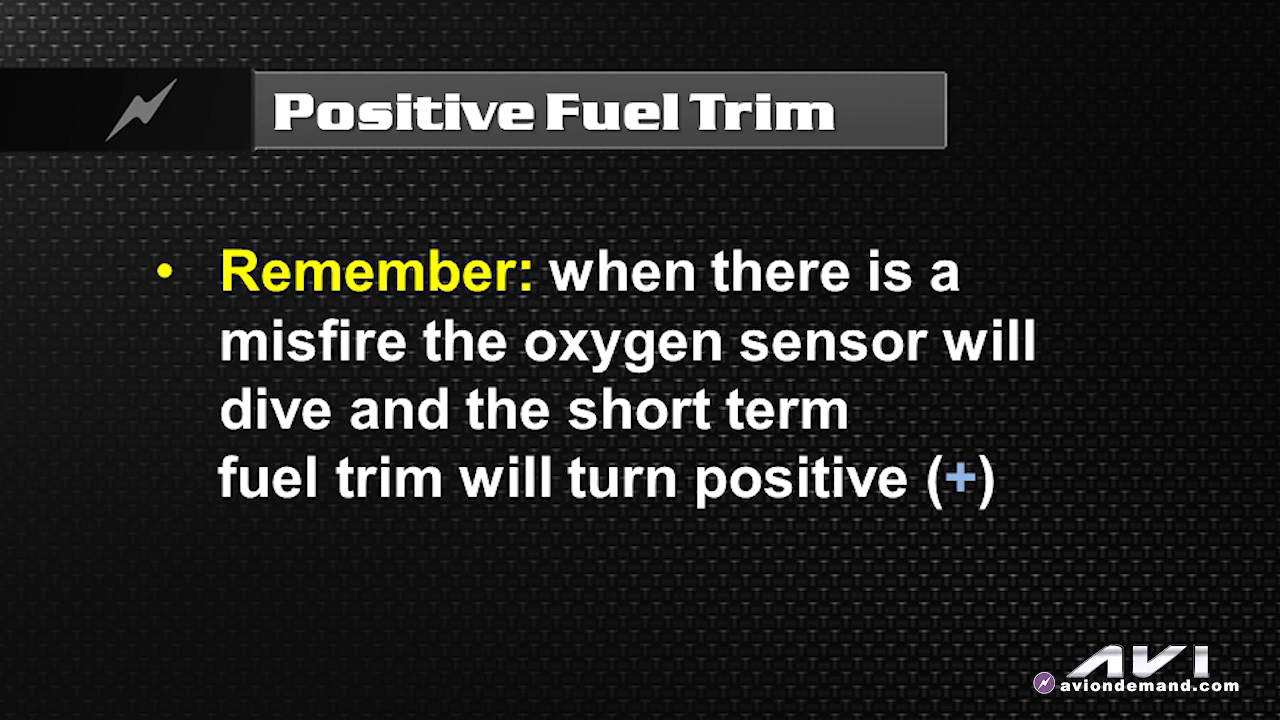 Positive Fuel Trim
• Remember: when there is a
misfire the oxygen sensor will
dive and the short term
fuel trim will turn positive (+)
AVI
aviondemand.com